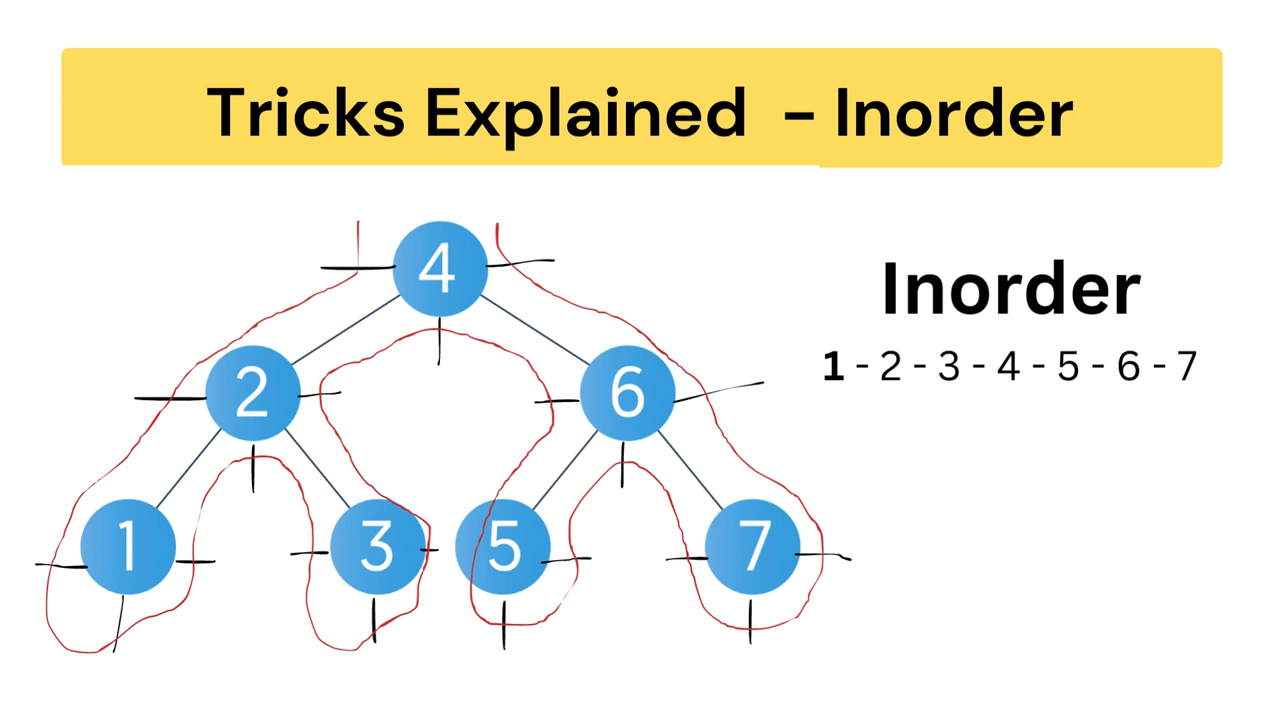 Tricks Explained - Inorder
4
Inorder
1 - 2 - 3 - 4 - 5 - 6 - 7
2
6
1
3
5
7